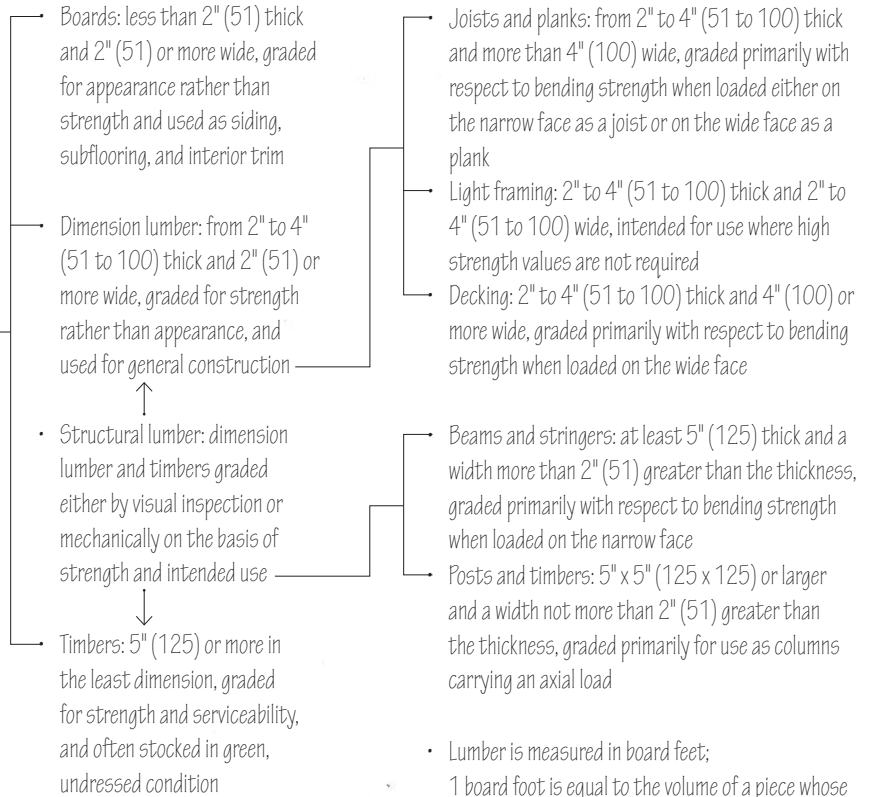 Boards: less than 2" (51) thick
and 2" (51) or more wide, graded
for appearance rather than
strength and used as siding,
subflooring, and interior trim
Dimension lumber: from 2" to 4"
(51 to 100) thick and 2" (51) or
more wide, graded for strength
rather than appearance, and
used for general construction
• Structural lumber: dimension
lumber and timbers graded
either by visual inspection or
mechanically on the basis of
strength and intended use
Timbers: 5" (125) or more in
the least dimension, graded
for strength and serviceability,
and often stocked in green,
undressed condition
Joists and planks: from 2" to 4" (51 to 100) thick
and more than 4" (100) wide, graded primarily with
respect to bending strength when loaded either on
the narrow face as a joist or on the wide face as a
plank
Light framing: 2" to 4" (51 to 100) thick and 2" to
4" (51 to 100) wide, intended for use where high
strength values are not required
Decking: 2" to 4" (51 to 100) thick and 4" (100) or
more wide, graded primarily with respect to bending
strength when loaded on the wide face
Beams and stringers: at least 5" (125) thick and a
width more than 2" (51) greater than the thickness,
graded primarily with respect to bending strength
when loaded on the narrow face
Posts and timbers: 5" x 5" (125 x 125) or larger
and a width not more than 2" (51) greater than
the thickness, graded primarily for use as columns
carrying an axial load
• Lumber is measured in board feet;
1 board foot is equal to the volume of a piece whose